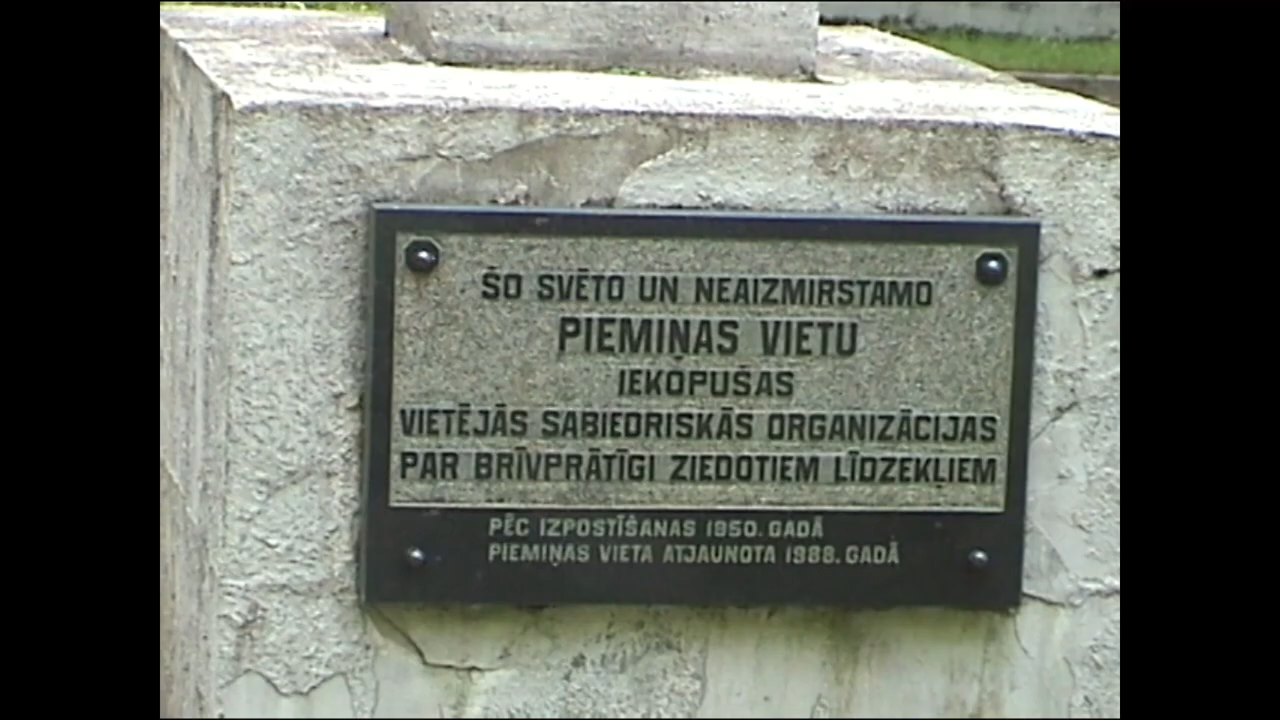 ŠO SVĒTO UN NEAIZMIRSTAMO
PIEMIŅAS VIETU
IEKOPUŠAS
VIETĒJĀS SABIEDRISKĀS ORGANIZĀCIJAS
PAR BRĪVPRĀTĪGI ZIEDOTIEM LĪDZEKĻIEM
PĒC IZPOSTĪŠANAS 1950. GADĀ
PIEMIŅAS VIETA ATJAUNOTA 1988. GADĀ